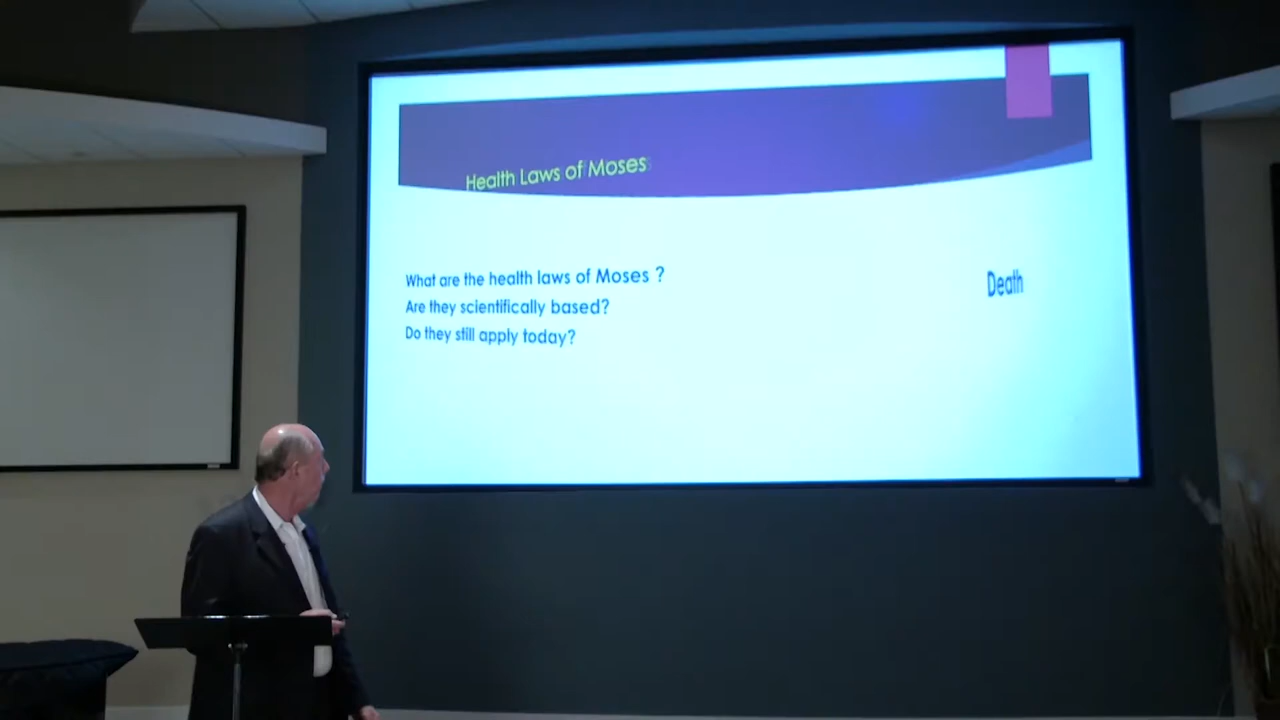 Health Laws of Moses
What are the health laws of Moses ?
Are they scientifically based?
Do they still apply today?
Death